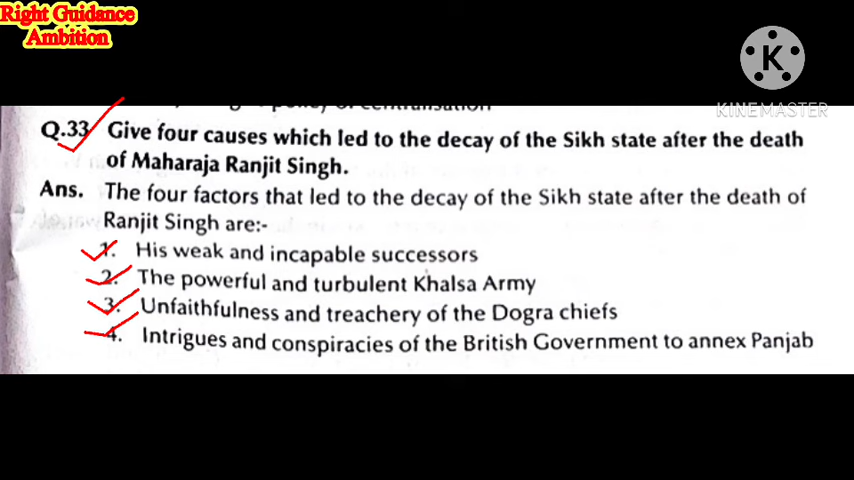 Right Guidance
Ambition
K
KINEMASTER
centralisation
Q.33 Give four causes which led to the decay of the Sikh state after the death
of Maharaja Ranjit Singh.
Ans. The four factors that led to the decay of the Sikh state after the death of
Ranjit Singh are:-
1. His weak and incapable successors
2. The powerful and turbulent Khalsa Army
3. Unfaithfulness and treachery of the Dogra chiefs
4. Intrigues and conspiracies of the British Government to annex Panjab